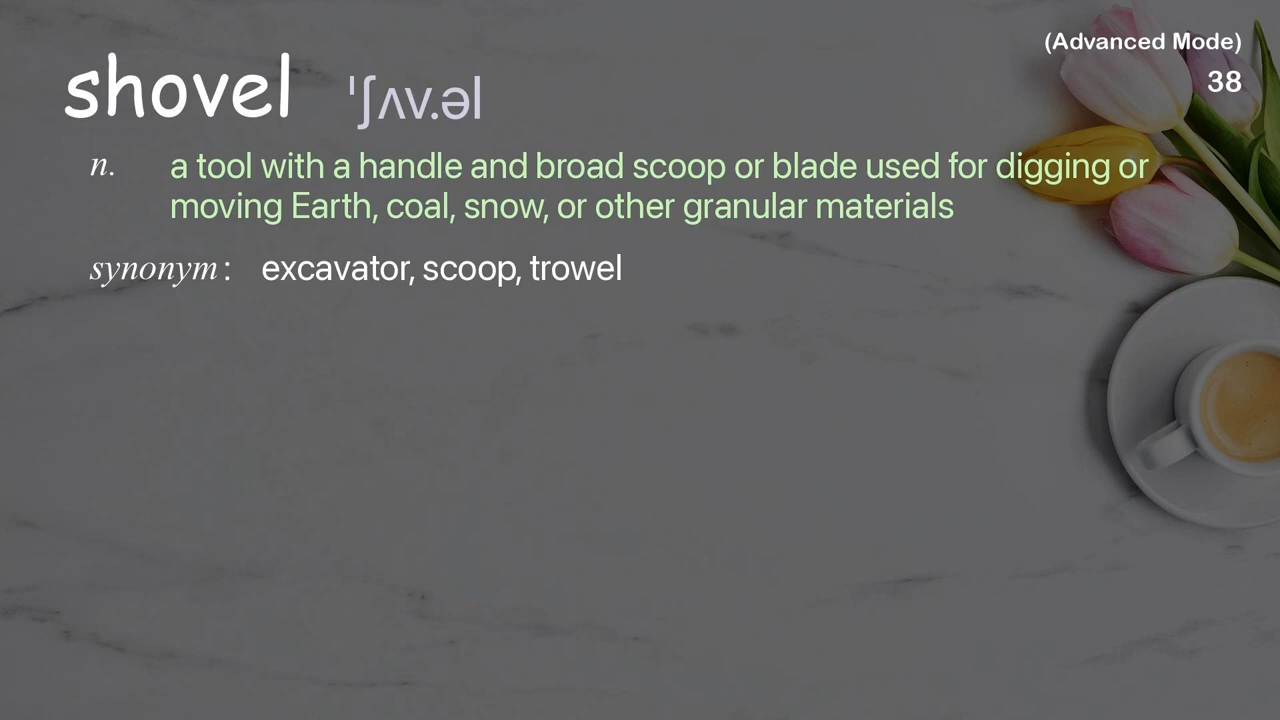 (Advanced Mode)
38
shovel ˈʃʌv.əl
n. a tool with a handle and broad scoop or blade used for digging or
moving Earth, coal, snow, or other granular materials
synonym : excavator, scoop, trowel